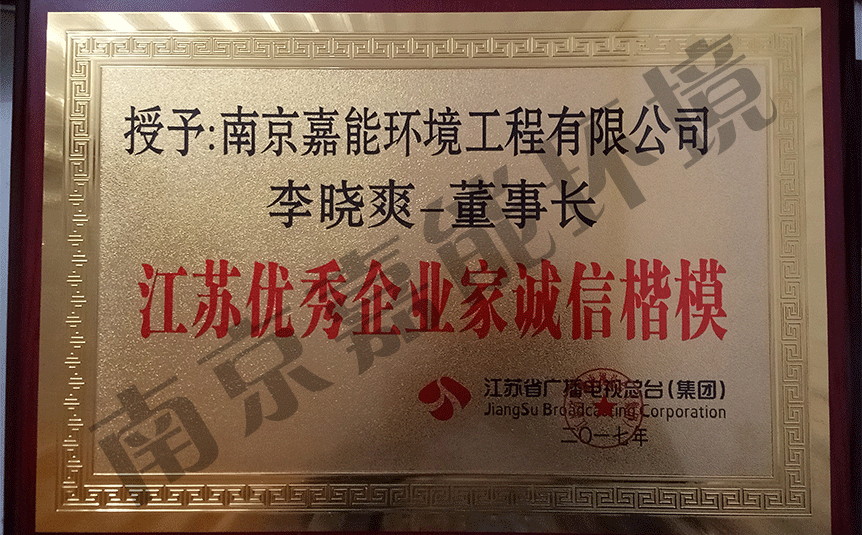 授予:南京嘉能环境工程有限公司
李晓爽-董事长
江苏优秀企业家诚信楷模
江苏省广播电视总台(集团)
JiangSu Broadcasting Corporation
二〇一七年
南京嘉能环境